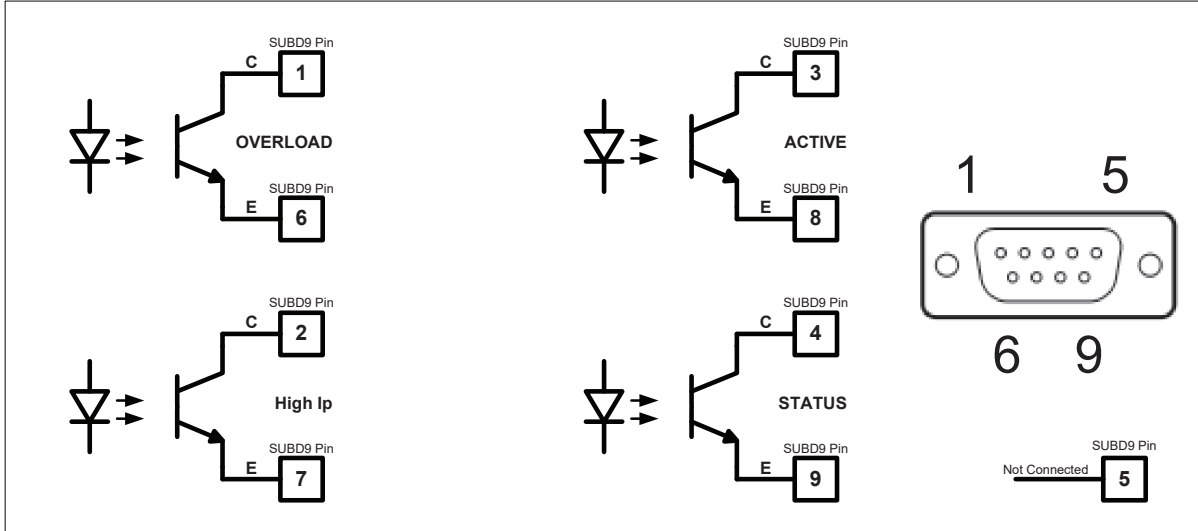 SUBD9 Pin
C
1
OVERLOAD
SUBD9 Pin
E
6
SUBD9 Pin
C
3
ACTIVE
SUBD9 Pin
E
8
SUBD9 Pin
C
2
High Ip
SUBD9 Pin
E
7
SUBD9 Pin
C
4
STATUS
SUBD9 Pin
E
9
1 5
6 9
SUBD9 Pin
Not Connected
5